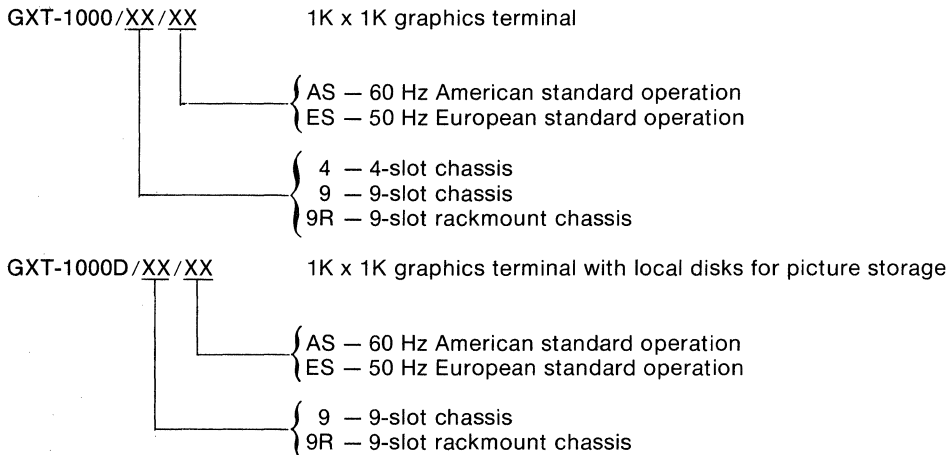 GXT-1000/XX/XX 1K x 1K graphics terminal
AS — 60 Hz American standard operation
ES — 50 Hz European standard operation
4 — 4-slot chassis
9 — 9-slot chassis
9R — 9-slot rackmount chassis
GXT-1000D/XX/XX 1K x 1K graphics terminal with local disks for picture storage
AS — 60 Hz American standard operation
ES — 50 Hz European standard operation
9 — 9-slot chassis
9R — 9-slot rackmount chassis